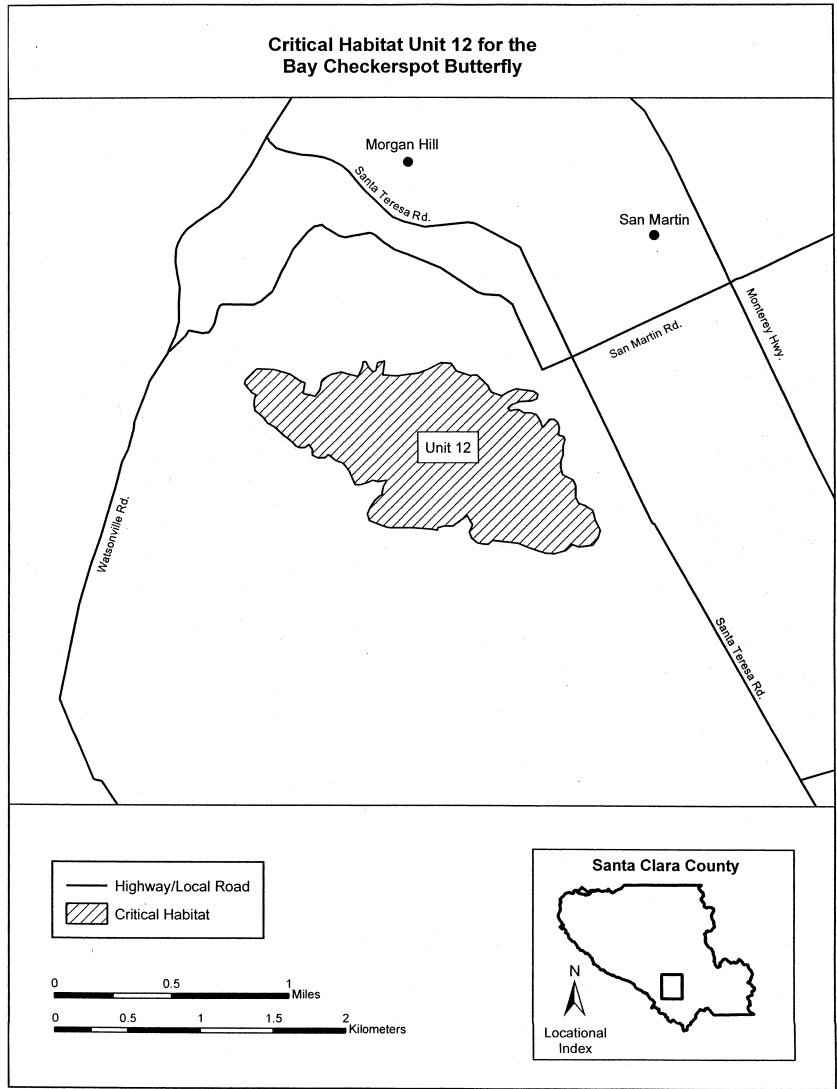 Critical Habitat Unit 12 for the
Bay Checkerspot Butterfly
Morgan Hill
Santa Teresa Rd.
San Martin
Monterey Hwy.
San Martin Rd.
Unit 12
Watsonville Rd.
Santa Teresa Rd.
Highway/Local Road
Critical Habitat
0 0.5 1
Miles
0 0.5 1 1.5 2
Kilometers
Santa Clara County
N
Locational
Index